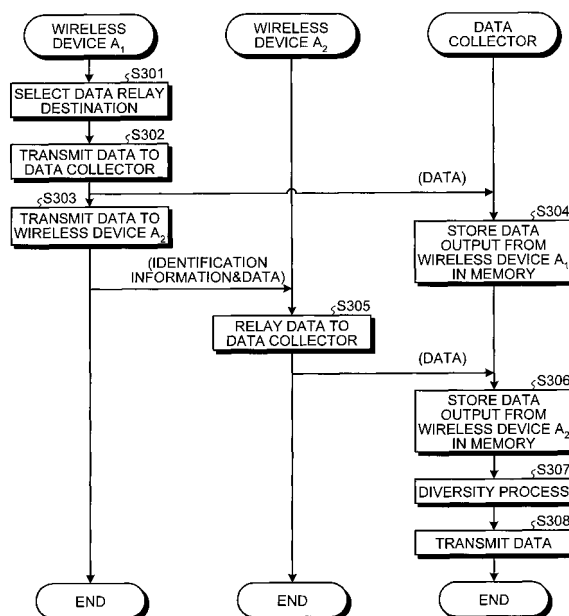 WIRELESS
DEVICE A1
WIRELESS
DEVICE A2
DATA
COLLECTOR
S301
SELECT DATA RELAY
DESTINATION
S302
TRANSMIT DATA TO
DATA COLLECTOR
(DATA)
S303
TRANSMIT DATA TO
WIRELESS DEVICE A2
S304
STORE DATA
OUTPUT FROM
WIRELESS DEVICE A1
IN MEMORY
(IDENTIFICATION
INFORMATION&DATA)
S305
RELAY DATA TO
DATA COLLECTOR
(DATA)
S306
STORE DATA
OUTPUT FROM
WIRELESS DEVICE A2
IN MEMORY
S307
DIVERSITY PROCESS
S308
TRANSMIT DATA
END
END
END